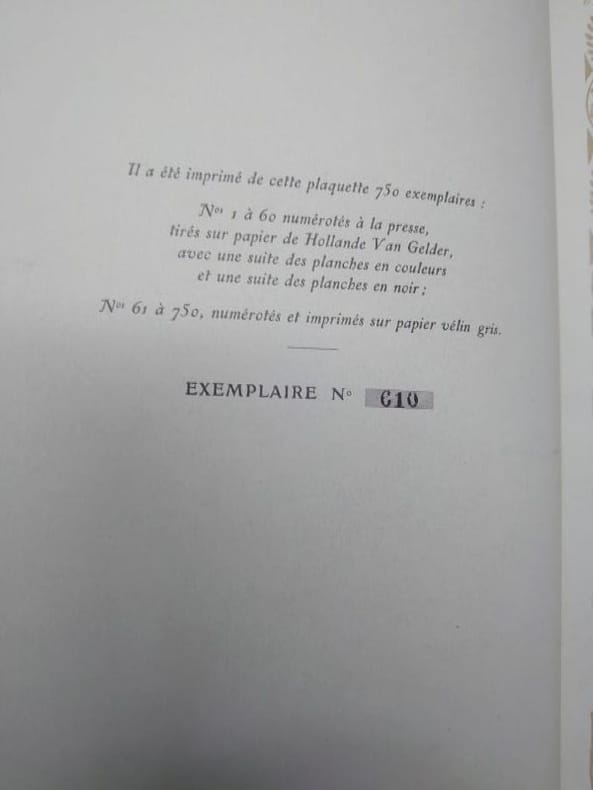 Il a été imprimé de cette plaquette 750 exemplaires :
Nos 1 à 60 numérotés à la presse,
tirés sur papier de Hollande Van Gelder,
avec une suite des planches en couleurs
et une suite des planches en noir ;
Nos 61 à 750, numérotés et imprimés sur papier vélin gris.
EXEMPLAIRE No 610